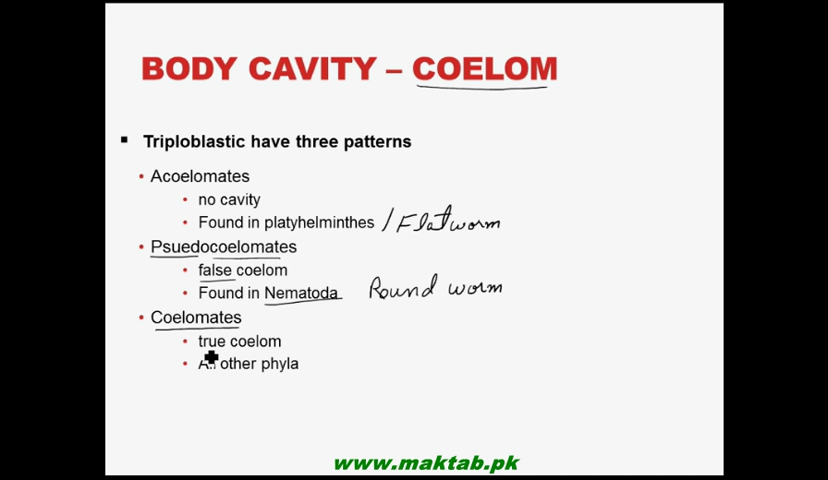 BODY CAVITY – COELOM
▪ Triploblastic have three patterns
• Acoelomates
• no cavity
• Found in platyhelminthes / Flatworm
• Psuedocoelomates
• false coelom
• Found in Nematoda Round worm
• Coelomates
• true coelom
• other phyla
www.maktab.pk